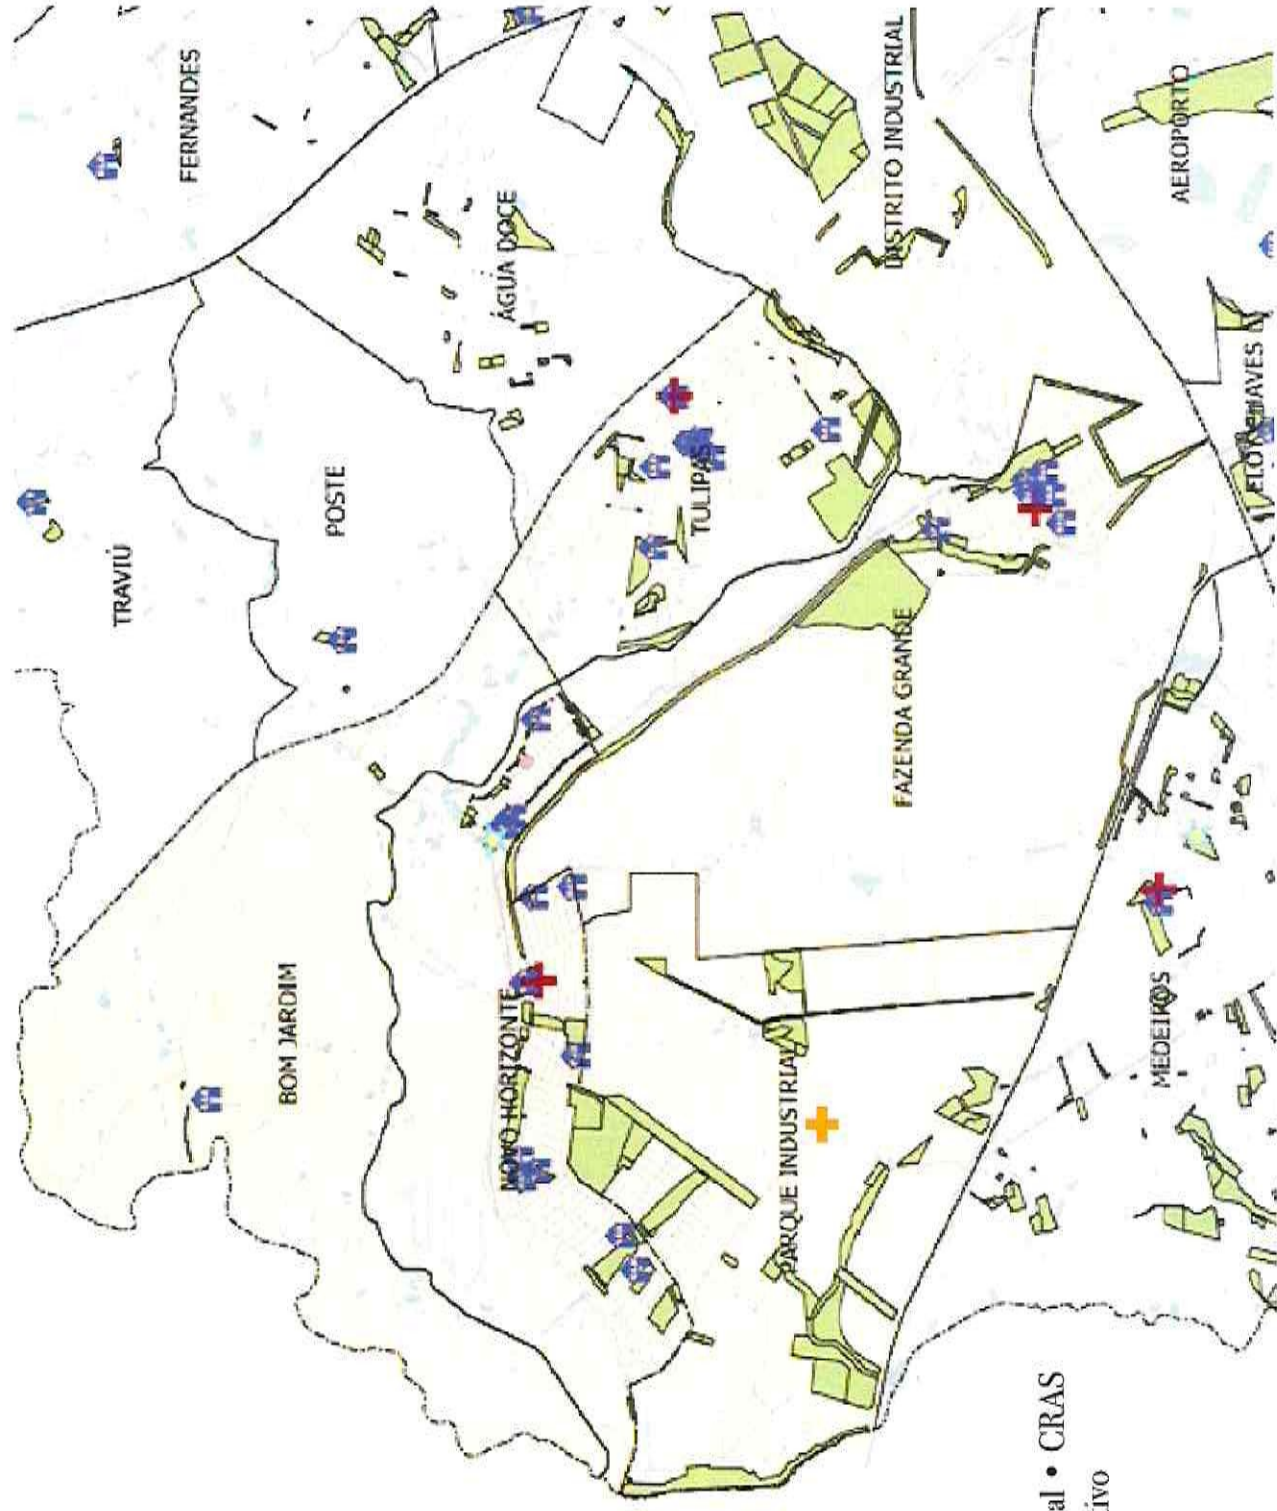 FERNANDES
TRAVIÚ
POSTE
ÁGUA DOCE
DISTRITO INDUSTRIAL
AEROPORTO
TULIPAS
BOM JARDIM
NOVO HORIZONTE
FAZENDA GRANDE
PARQUE INDUSTRIAL
MEDEIROS
al • CRAS
ivo